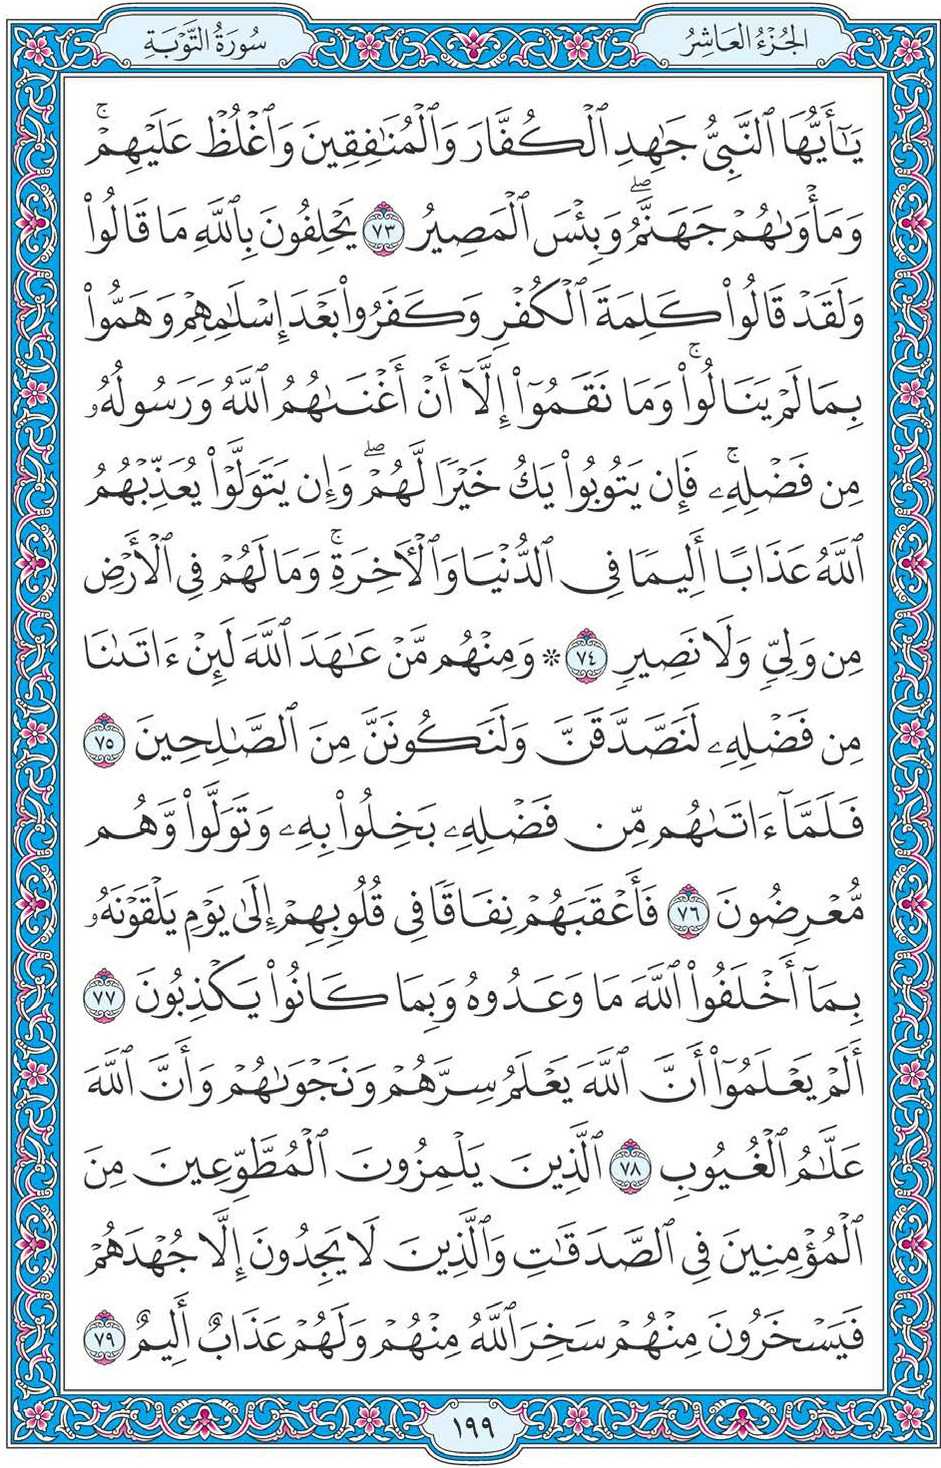 الجُزْءُ العَاشِرُ
سُورَةُ التَّوْبَةِ
يَٰٓأَيُّهَا ٱلنَّبِيُّ جَٰهِدِ ٱلْكُفَّارَ وَٱلْمُنَٰفِقِينَ وَٱغْلُظْ عَلَيْهِمْۚ
وَمَأْوَىٰهُمْ جَهَنَّمُۖ وَبِئْسَ ٱلْمَصِيرُ ٧٣ يَحْلِفُونَ بِٱللَّهِ مَا قَالُوا۟
وَلَقَدْ قَالُوا۟ كَلِمَةَ ٱلْكُفْرِ وَكَفَرُوا۟ بَعْدَ إِسْلَٰمِهِمْ وَهَمُّوا۟
بِمَا لَمْ يَنَالُوا۟ۚ وَمَا نَقَمُوٓا۟ إِلَّآ أَنْ أَغْنَىٰهُمُ ٱللَّهُ وَرَسُولُهُۥ
مِن فَضْلِهِۦۚ فَإِن يَتُوبُوا۟ يَكُ خَيْرًا لَّهُمْۖ وَإِن يَتَوَلَّوْا۟ يُعَذِّبْهُمُ
ٱللَّهُ عَذَابًا أَلِيمًا فِى ٱلدُّنْيَا وَٱلْءَاخِرَةِۚ وَمَا لَهُمْ فِى ٱلْأَرْضِ
مِن وَلِىٍّ وَلَا نَصِيرٍ ٧٤ ۞ وَمِنْهُم مَّنْ عَٰهَدَ ٱللَّهَ لَئِنْ ءَاتَىٰنَا
مِن فَضْلِهِۦ لَنَصَّدَّقَنَّ وَلَنَكُونَنَّ مِنَ ٱلصَّٰلِحِينَ ٧٥
فَلَمَّآ ءَاتَىٰهُم مِّن فَضْلِهِۦ بَخِلُوا۟ بِهِۦ وَتَوَلَّوا۟ وَّهُم
مُّعْرِضُونَ ٧٦ فَأَعْقَبَهُمْ نِفَاقًا فِى قُلُوبِهِمْ إِلَىٰ يَوْمِ يَلْقَوْنَهُۥ
بِمَآ أَخْلَفُوا۟ ٱللَّهَ مَا وَعَدُوهُ وَبِمَا كَانُوا۟ يَكْذِبُونَ ٧٧
أَلَمْ يَعْلَمُوٓا۟ أَنَّ ٱللَّهَ يَعْلَمُ سِرَّهُمْ وَنَجْوَىٰهُمْ وَأَنَّ ٱللَّهَ
عَلَّٰمُ ٱلْغُيُوبِ ٧٨ ٱلَّذِينَ يَلْمِزُونَ ٱلْمُطَّوِّعِينَ مِنَ
ٱلْمُؤْمِنِينَ فِى ٱلصَّدَقَٰتِ وَٱلَّذِينَ لَا يَجِدُونَ إِلَّا جُهْدَهُمْ
فَيَسْخَرُونَ مِنْهُمْ سَخِرَ ٱللَّهُ مِنْهُمْ وَلَهُمْ عَذَابٌ أَلِيمٌ ٧٩
١٩٩